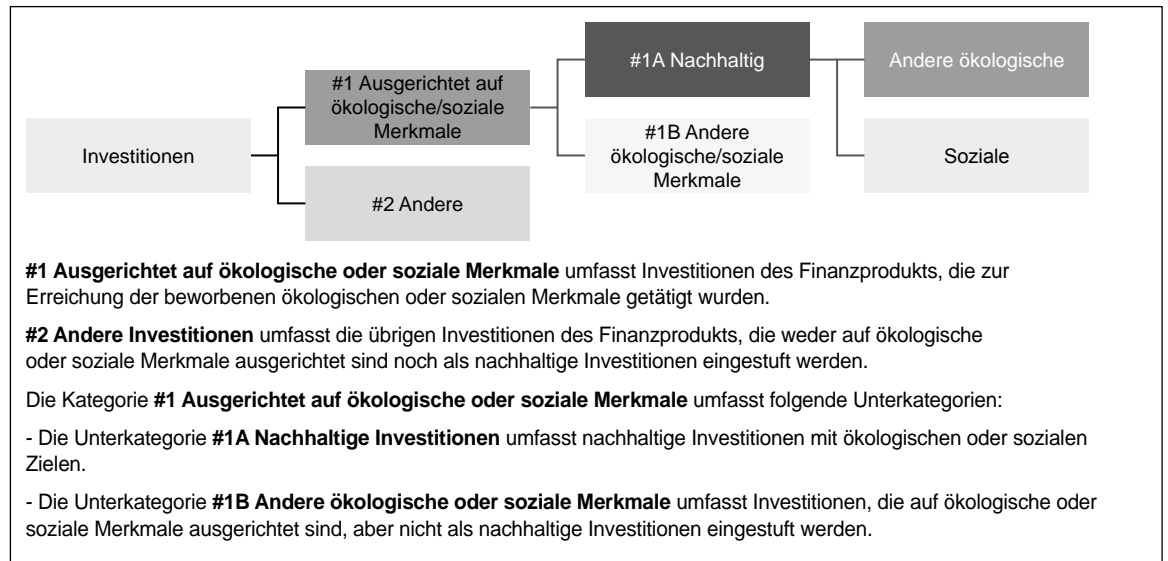 Investitionen
#1 Ausgerichtet auf
ökologische/soziale
Merkmale
#2 Andere
#1A Nachhaltig
#1B Andere
ökologische/soziale
Merkmale
Andere ökologische
Soziale
#1 Ausgerichtet auf ökologische oder soziale Merkmale umfasst Investitionen des Finanzprodukts, die zur
Erreichung der beworbenen ökologischen oder sozialen Merkmale getätigt wurden.
#2 Andere Investitionen umfasst die übrigen Investitionen des Finanzprodukts, die weder auf ökologische
oder soziale Merkmale ausgerichtet sind noch als nachhaltige Investitionen eingestuft werden.
Die Kategorie #1 Ausgerichtet auf ökologische oder soziale Merkmale umfasst folgende Unterkategorien:
- Die Unterkategorie #1A Nachhaltige Investitionen umfasst nachhaltige Investitionen mit ökologischen oder sozialen
Zielen.
- Die Unterkategorie #1B Andere ökologische oder soziale Merkmale umfasst Investitionen, die auf ökologische oder
soziale Merkmale ausgerichtet sind, aber nicht als nachhaltige Investitionen eingestuft werden.